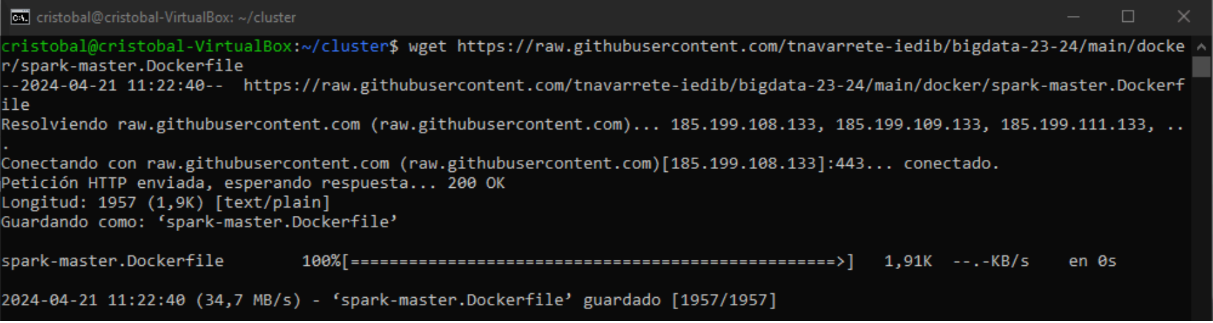 cristobal@cristobal-VirtualBox: ~/cluster
cristobal@cristobal-VirtualBox:~/cluster$ wget https://raw.githubusercontent.com/tnavarrete-iedib/bigdata-23-24/main/docke
r/spark-master.Dockerfile
--2024-04-21 11:22:40--  https://raw.githubusercontent.com/tnavarrete-iedib/bigdata-23-24/main/docker/spark-master.Dockerf
ile
Resolviendo raw.githubusercontent.com (raw.githubusercontent.com)... 185.199.108.133, 185.199.109.133, 185.199.111.133, ..
.
Conectando con raw.githubusercontent.com (raw.githubusercontent.com)[185.199.108.133]:443... conectado.
Petición HTTP enviada, esperando respuesta... 200 OK
Longitud: 1957 (1,9K) [text/plain]
Guardando como: ‘spark-master.Dockerfile’
spark-master.Dockerfile        100%[==================================================>]   1,91K  --.-KB/s    en 0s
2024-04-21 11:22:40 (34,7 MB/s) - ‘spark-master.Dockerfile’ guardado [1957/1957]